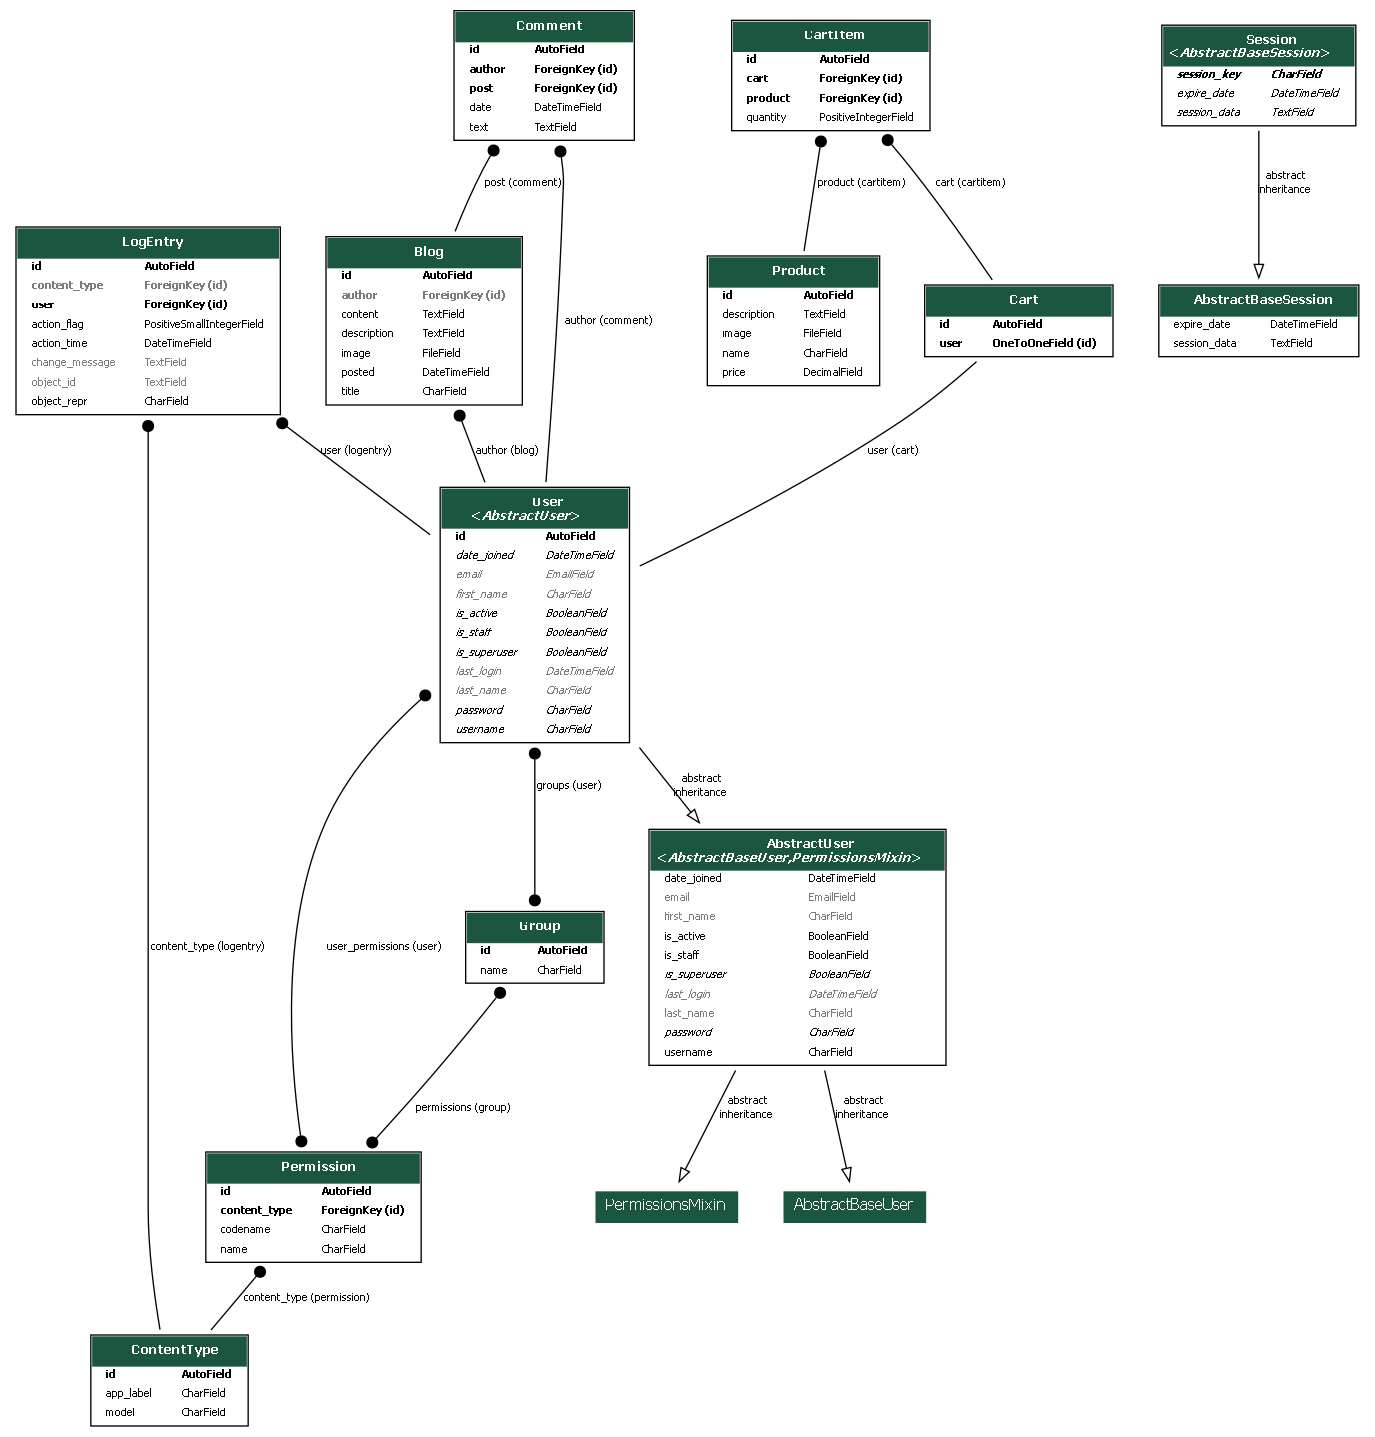 Comment
id AutoField
author ForeignKey (id)
post ForeignKey (id)
date DateTimeField
text TextField
CartItem
id AutoField
cart ForeignKey (id)
product ForeignKey (id)
quantity PositiveIntegerField
Session
<AbstractBaseSession>
session_key CharField
expire_date DateTimeField
session_data TextField
post (comment)
product (cartitem)
cart (cartitem)
abstract
inheritance
LogEntry
id AutoField
content_type ForeignKey (id)
user ForeignKey (id)
action_flag PositiveSmallIntegerField
action_time DateTimeField
change_message TextField
object_id TextField
object_repr CharField
Blog
id AutoField
author ForeignKey (id)
content TextField
description TextField
image FileField
posted DateTimeField
title CharField
author (comment)
Product
id AutoField
description TextField
image FileField
name CharField
price DecimalField
Cart
id AutoField
user OneToOneField (id)
AbstractBaseSession
expire_date DateTimeField
session_data TextField
user (logentry)
author (blog)
user (cart)
User
<AbstractUser>
id AutoField
date_joined DateTimeField
email EmailField
first_name CharField
is_active BooleanField
is_staff BooleanField
is_superuser BooleanField
last_login DateTimeField
last_name CharField
password CharField
username CharField
groups (user)
abstract
inheritance
AbstractUser
<AbstractBaseUser,PermissionsMixin>
date_joined DateTimeField
email EmailField
first_name CharField
is_active BooleanField
is_staff BooleanField
is_superuser BooleanField
last_login DateTimeField
last_name CharField
password CharField
username CharField
content_type (logentry)
user_permissions (user)
Group
id AutoField
name CharField
permissions (group)
abstract
inheritance
abstract
inheritance
Permission
id AutoField
content_type ForeignKey (id)
codename CharField
name CharField
PermissionsMixin
AbstractBaseUser
content_type (permission)
ContentType
id AutoField
app_label CharField
model CharField